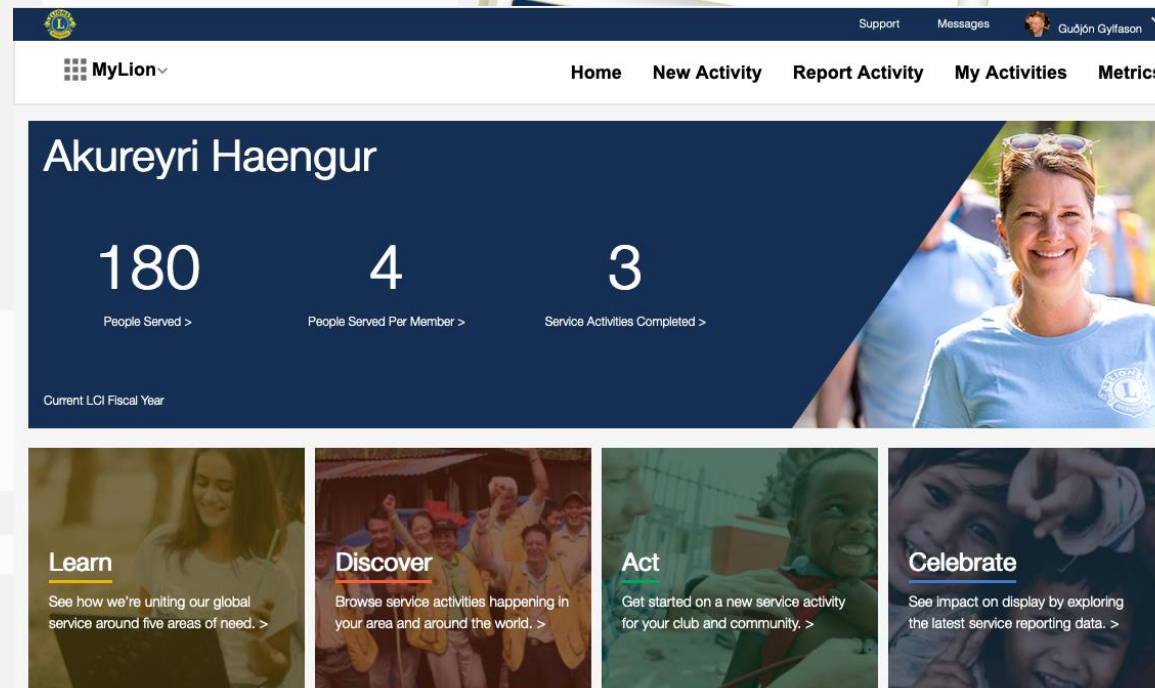 L
Support Messages Guðjón Gylfason
MyLion
Home New Activity Report Activity My Activities Metrics
Akureyri Haengur
180 4 3
People Served > People Served Per Member > Service Activities Completed >
Current LCI Fiscal Year
L
Learn Discover Act Celebrate
See how we're uniting our global Browse service activities happening in Get started on a new service activity See impact on display by exploring
service around five areas of need. > your area and around the world. > for your club and community. > the latest service reporting data. >